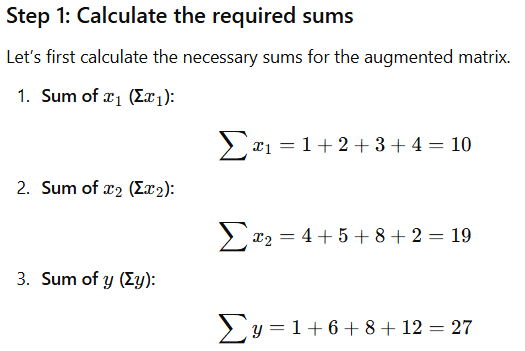 Step 1: Calculate the required sums
Let's first calculate the necessary sums for the augmented matrix.
1. Sum of x₁ (Σx₁):
∑ x₁ = 1 + 2 + 3 + 4 = 10
2. Sum of x₂ (Σx₂):
∑ x₂ = 4 + 5 + 8 + 2 = 19
3. Sum of y (Σy):
∑ y = 1 + 6 + 8 + 12 = 27